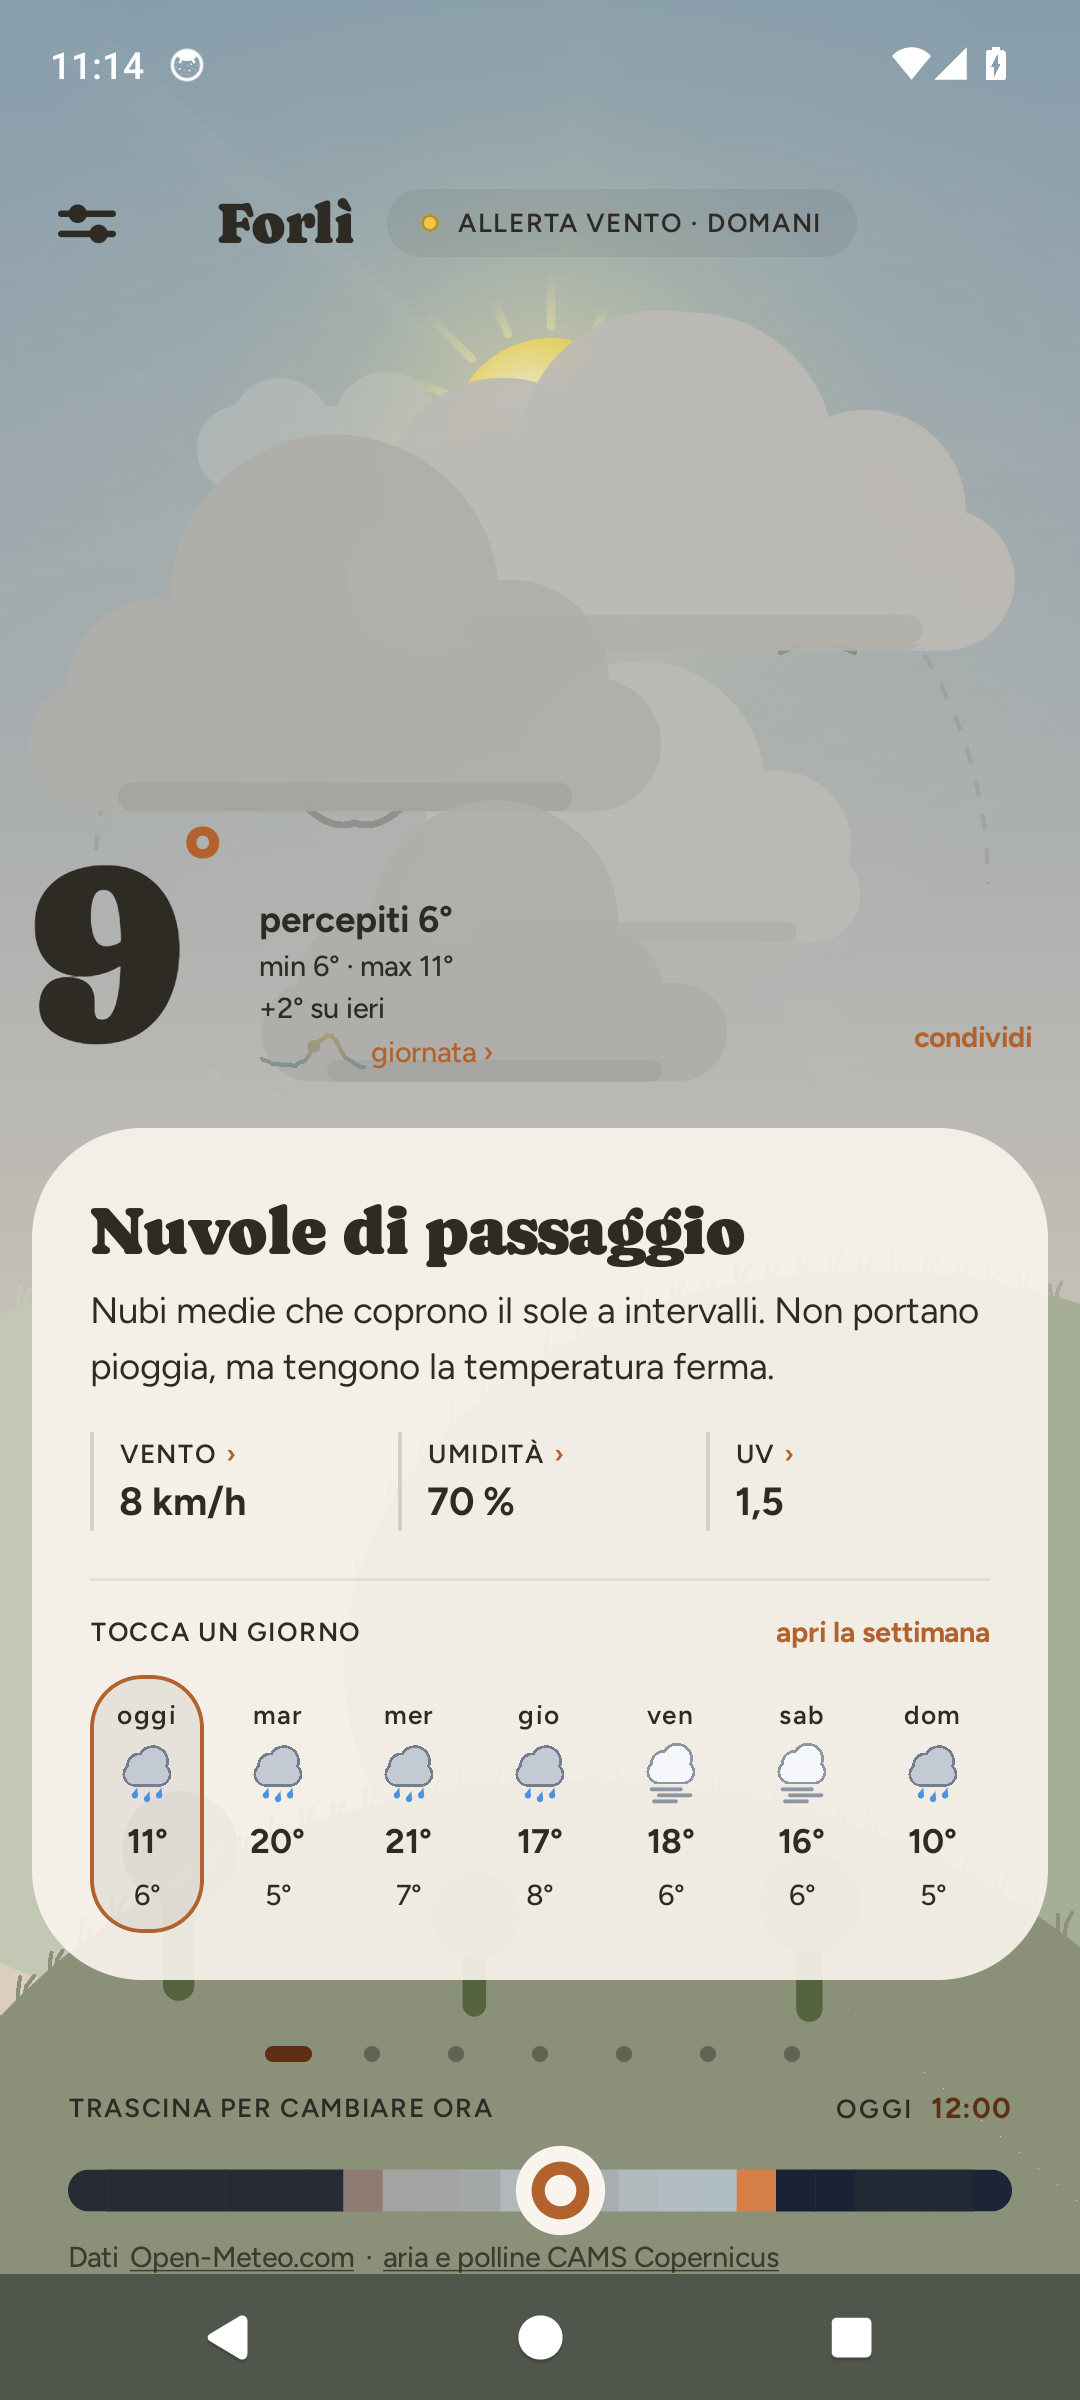 11:14
Forlì
ALLERTA VENTO · DOMANI
9°
percepiti 6°
min 6° · max 11°
+2° su ieri
giornata ›
condividi
Nuvole di passaggio
Nubi medie che coprono il sole a intervalli. Non portano
pioggia, ma tengono la temperatura ferma.
VENTO › UMIDITÀ › UV ›
8 km/h 70 % 1,5
TOCCA UN GIORNO apri la settimana
oggi mar mer gio ven sab dom
11° 20° 21° 17° 18° 16° 10°
6° 5° 7° 8° 6° 6° 5°
TRASCINA PER CAMBIARE ORA OGGI 12:00
Dati Open-Meteo.com · aria e polline CAMS Copernicus